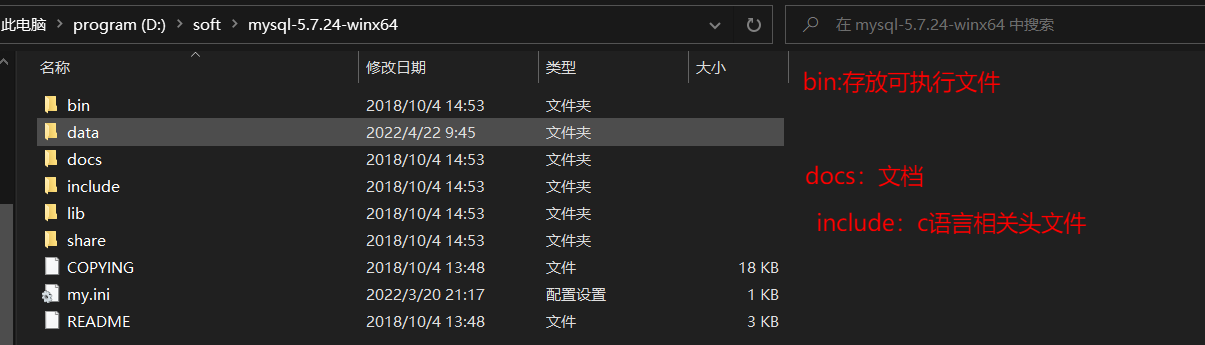 此电脑 > program (D:) > soft > mysql-5.7.24-winx64
在 mysql-5.7.24-winx64 中搜索
名称 修改日期 类型 大小
bin 2018/10/4 14:53 文件夹
data 2022/4/22 9:45 文件夹
docs 2018/10/4 14:53 文件夹
include 2018/10/4 14:53 文件夹
lib 2018/10/4 14:53 文件夹
share 2018/10/4 14:53 文件夹
COPYING 2018/10/4 13:48 文件 18 KB
my.ini 2022/3/20 21:17 配置设置 1 KB
README 2018/10/4 13:48 文件 3 KB
bin:存放可执行文件
docs：文档
include：c语言相关头文件